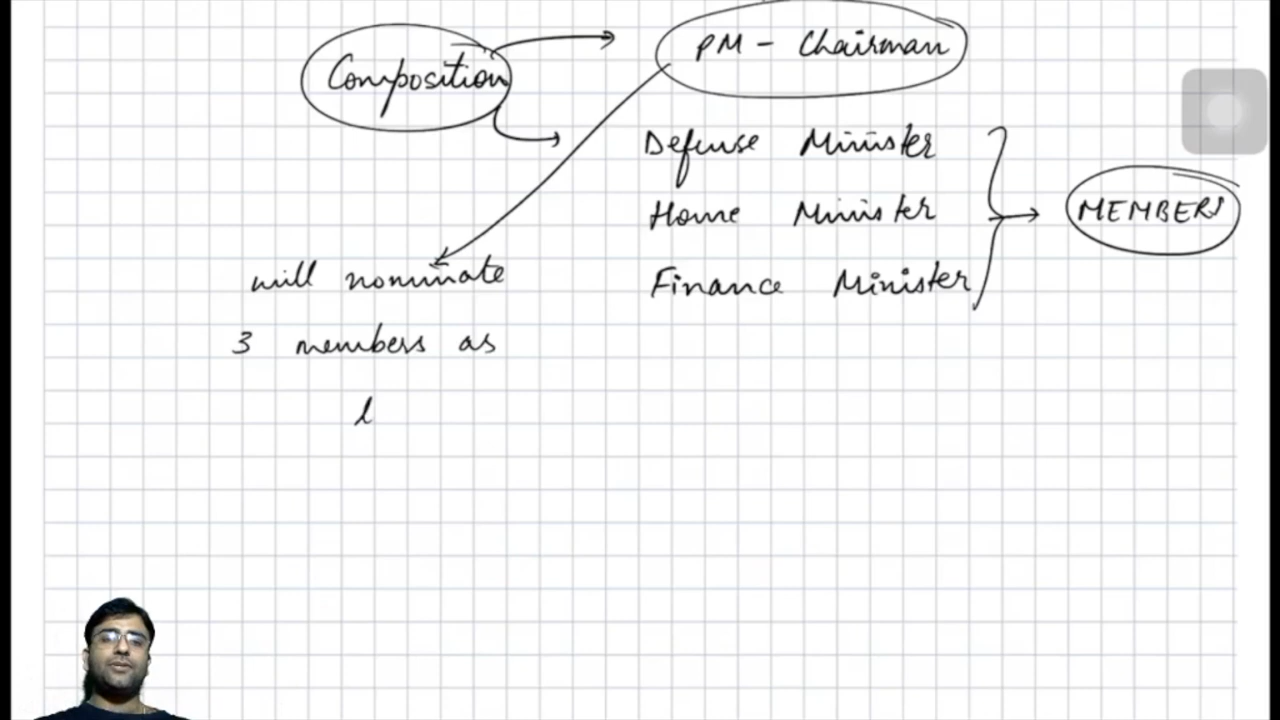 Composition
PM - Chairman
Defense Minister
Home Minister
Finance Minister
MEMBERS
will nominate
3 members as
l